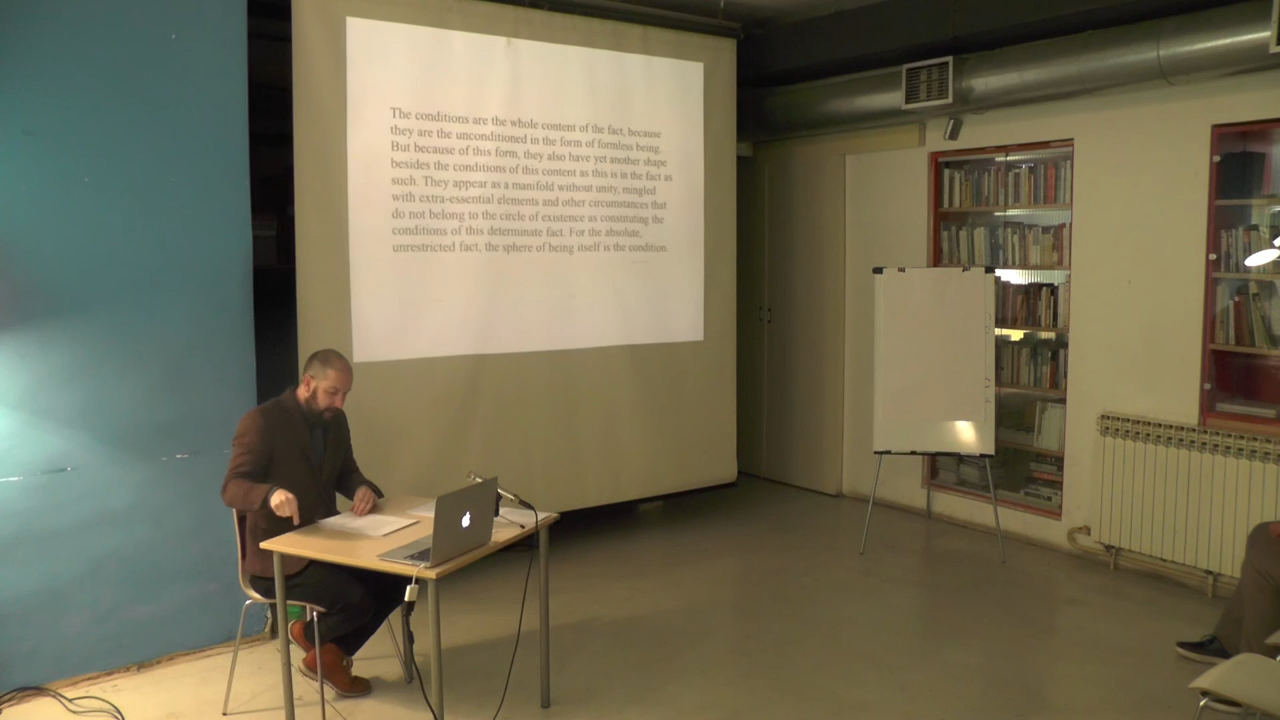 The conditions are the whole content of the fact, because
they are the unconditioned in the form of formless being.
But because of this form, they also have yet another shape
besides the conditions of this content as this is in the fact as
such. They appear as a manifold without unity, mingled
with extra-essential elements and other circumstances that
do not belong to the circle of existence as constituting the
conditions of this determinate fact. For the absolute,
unrestricted fact, the sphere of being itself is the condition.